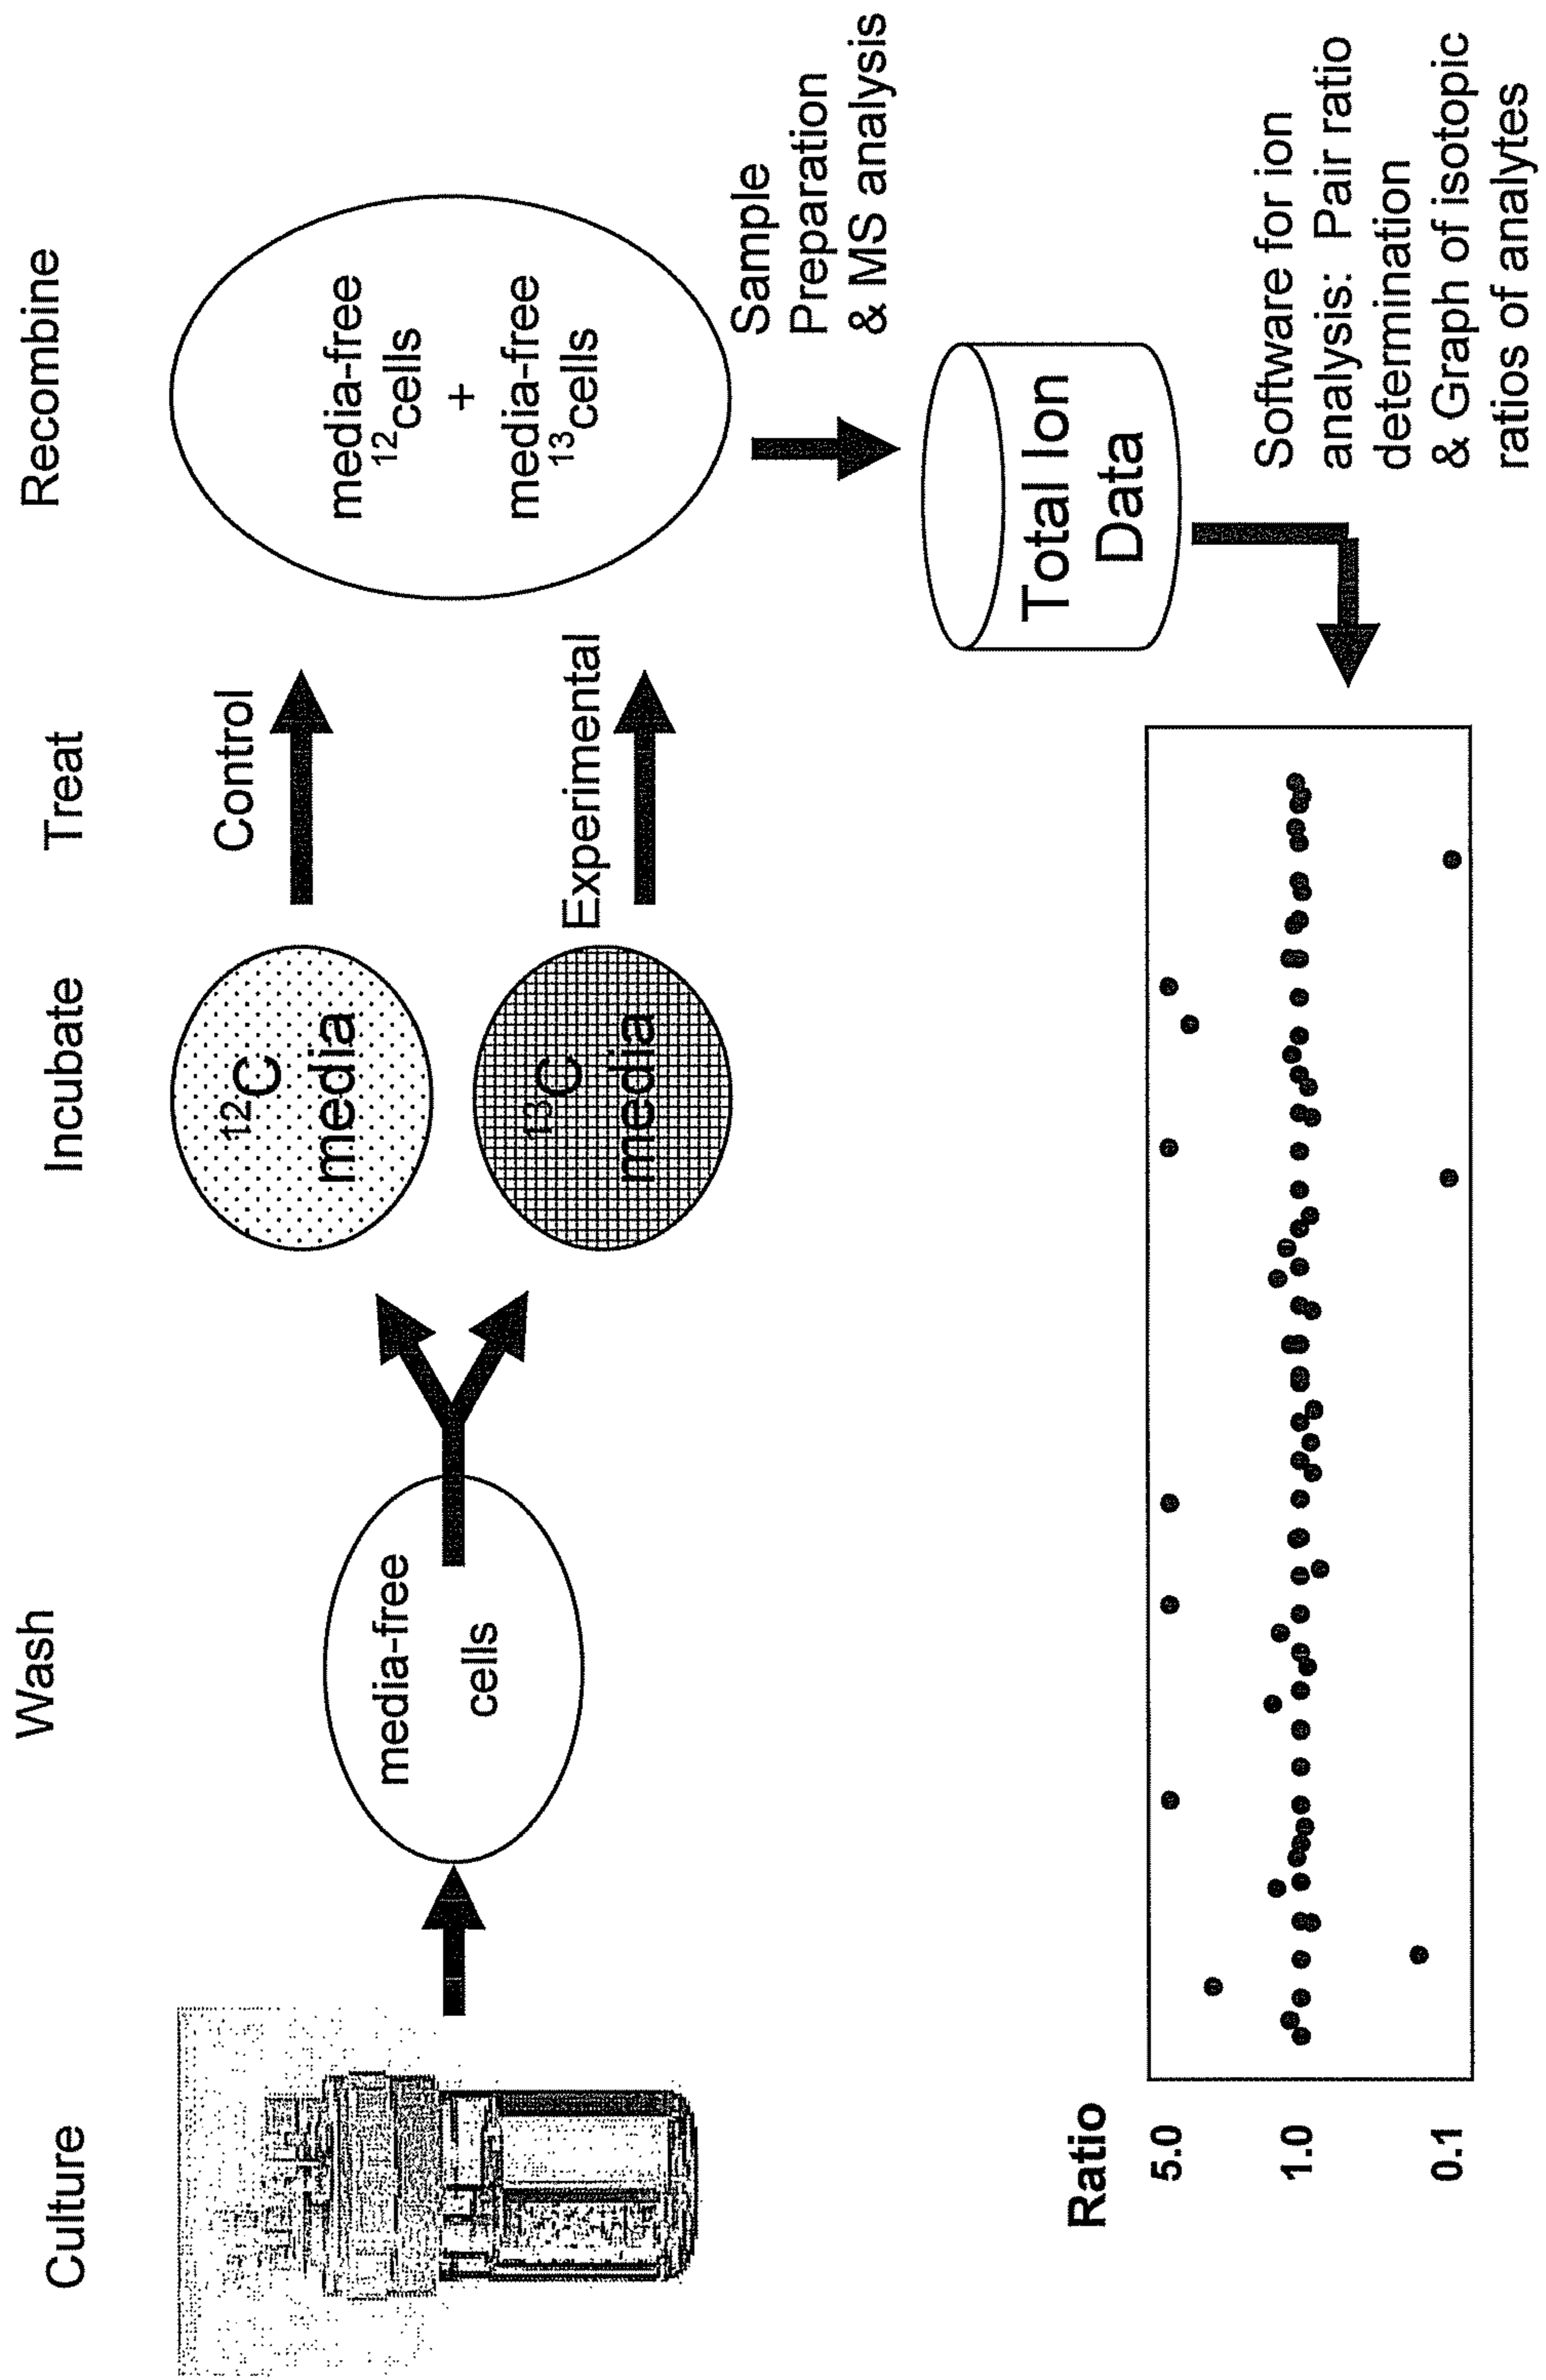 Culture
Wash
Incubate
Treat
Recombine
media-free
cells
¹²C
media
¹³C
media
Control
Experimental
media-free
¹²cells
+
media-free
¹³cells
Sample
Preparation
& MS analysis
Total Ion
Data
Software for ion
analysis: Pair ratio
determination
& Graph of isotopic
ratios of analytes
Ratio
5.0
1.0
0.1